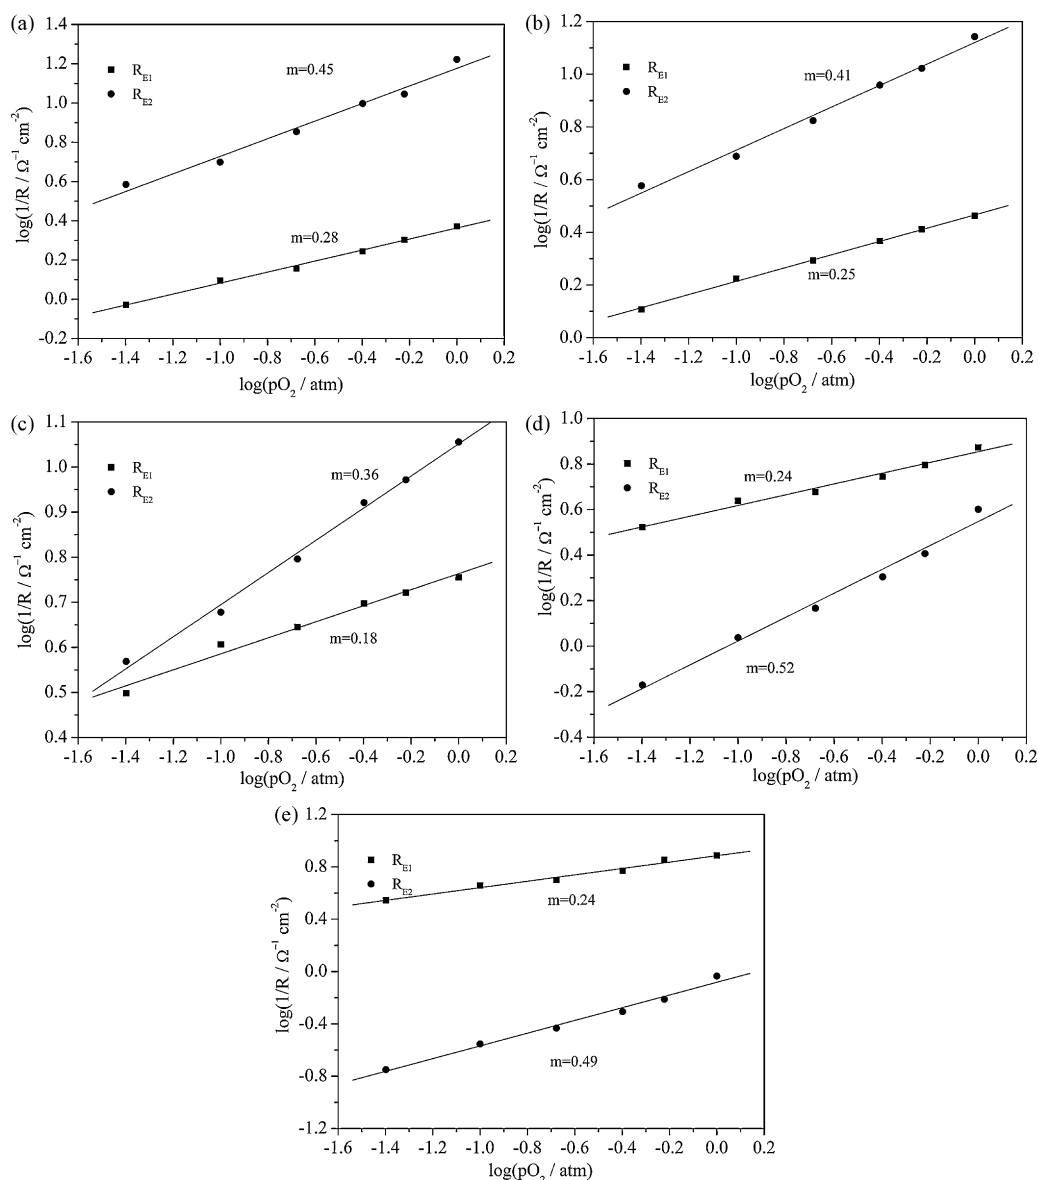 (a)
1.4
1.2
1.0
0.8
0.6
0.4
0.2
0.0
-0.2
log(1/R / Ω⁻¹ cm⁻²)
R_E1
R_E2
m=0.45
m=0.28
-1.6 -1.4 -1.2 -1.0 -0.8 -0.6 -0.4 -0.2 0.0 0.2
log(pO₂ / atm)
(b)
1.2
1.0
0.8
0.6
0.4
0.2
0.0
log(1/R / Ω⁻¹ cm⁻²)
R_E1
R_E2
m=0.41
m=0.25
-1.6 -1.4 -1.2 -1.0 -0.8 -0.6 -0.4 -0.2 0.0 0.2
log(pO₂ / atm)
(c)
1.1
1.0
0.9
0.8
0.7
0.6
0.5
0.4
log(1/R / Ω⁻¹ cm⁻²)
R_E1
R_E2
m=0.36
m=0.18
-1.6 -1.4 -1.2 -1.0 -0.8 -0.6 -0.4 -0.2 0.0 0.2
log(pO₂ / atm)
(d)
1.0
0.8
0.6
0.4
0.2
0.0
-0.2
-0.4
log(1/R / Ω⁻¹ cm⁻²)
R_E1
R_E2
m=0.24
m=0.52
-1.6 -1.4 -1.2 -1.0 -0.8 -0.6 -0.4 -0.2 0.0 0.2
log(pO₂ / atm)
(e)
1.2
0.8
0.4
0.0
-0.4
-0.8
-1.2
log(1/R / Ω⁻¹ cm⁻²)
R_E1
R_E2
m=0.24
m=0.49
-1.6 -1.4 -1.2 -1.0 -0.8 -0.6 -0.4 -0.2 0.0 0.2
log(pO₂ / atm)